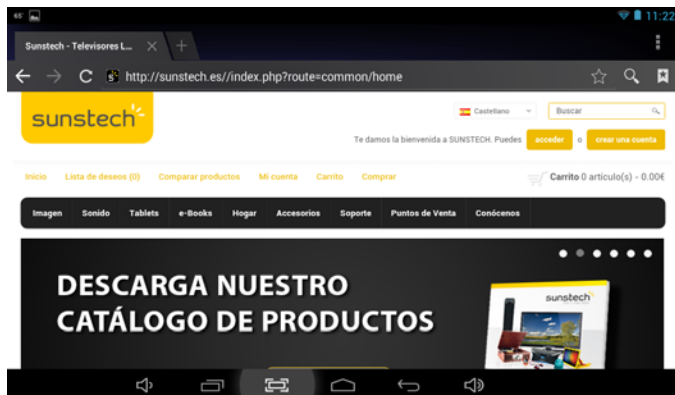 65° 11:22
Sunstech - Televisores L...
http://sunstech.es//index.php?route=common/home
sunstech
Castellano
Buscar
Te damos la bienvenida a SUNSTECH. Puedes acceder o crear una cuenta
Inicio Lista de deseos (0) Comparar productos Mi cuenta Carrito Comprar
Carrito 0 artículo(s) - 0.00€
Imagen Sonido Tablets e-Books Hogar Accesorios Soporte Puntos de Venta Conócenos
DESCARGA NUESTRO
CATÁLOGO DE PRODUCTOS
sunstech